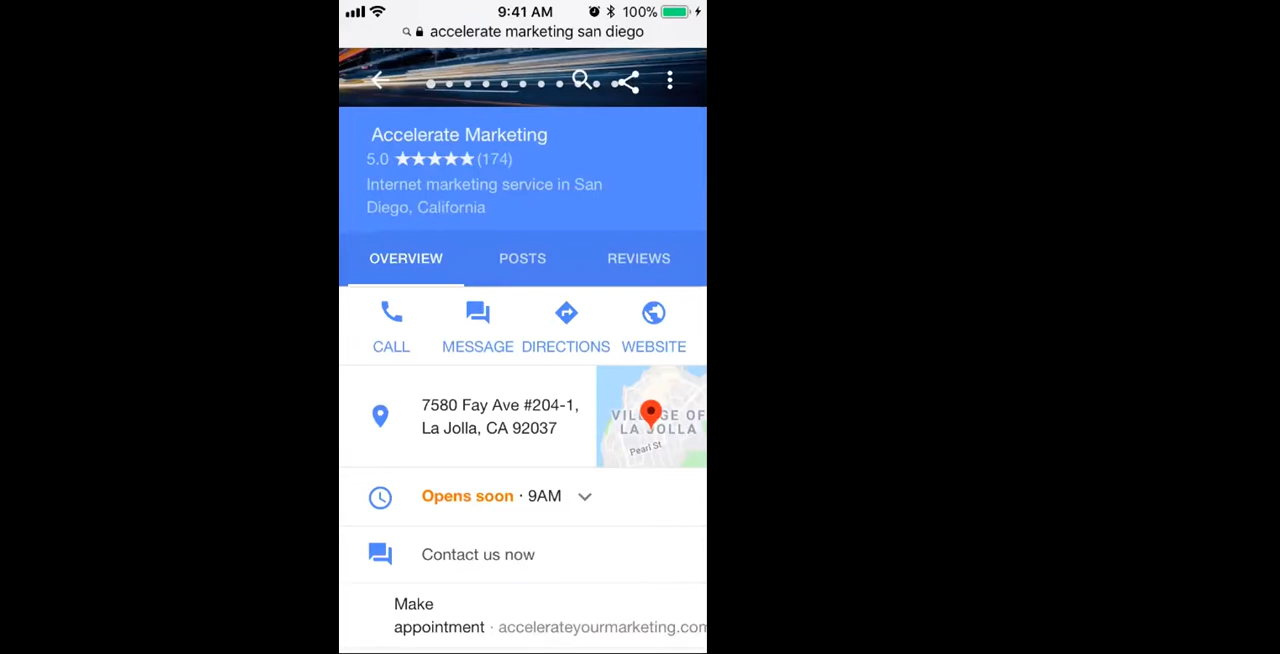 9:41 AM 100%
accelerate marketing san diego
Accelerate Marketing
5.0 ★★★★★(174)
Internet marketing service in San
Diego, California
OVERVIEW POSTS REVIEWS
CALL MESSAGE DIRECTIONS WEBSITE
7580 Fay Ave #204-1,
La Jolla, CA 92037
VILLAGE OF
LA JOLLA
Pearl St
Opens soon · 9AM
Contact us now
Make
appointment · accelerateyourmarketing.com